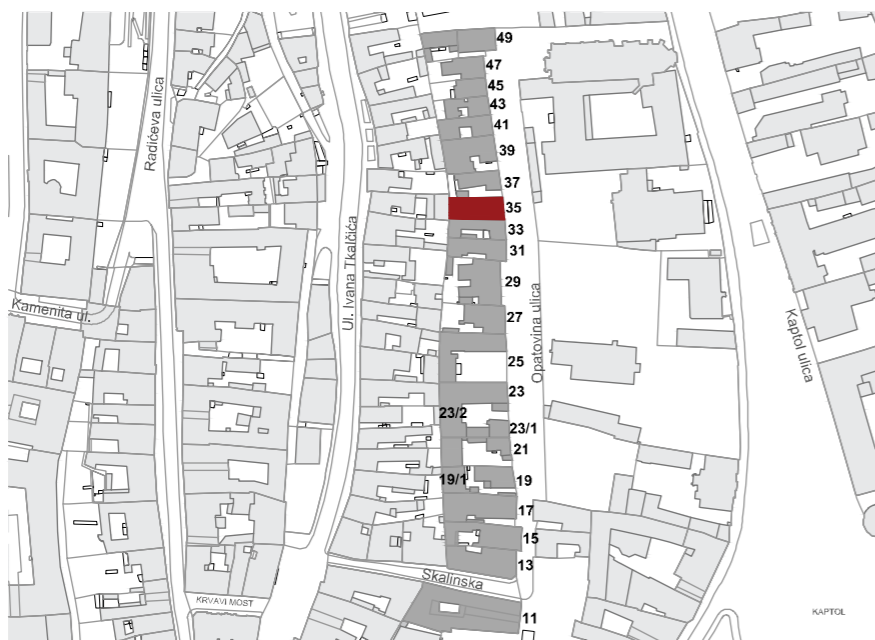 49
47
45
43
41
39
37
35
33
31
29
27
25
23
23/2
23/1
21
19/1
19
17
15
13
11
Radićeva ulica
Ul. Ivana Tkalčića
Opatovina ulica
Kaptol ulica
Kamenita ul.
Skalinska
KRVAVI MOST
KAPTOL